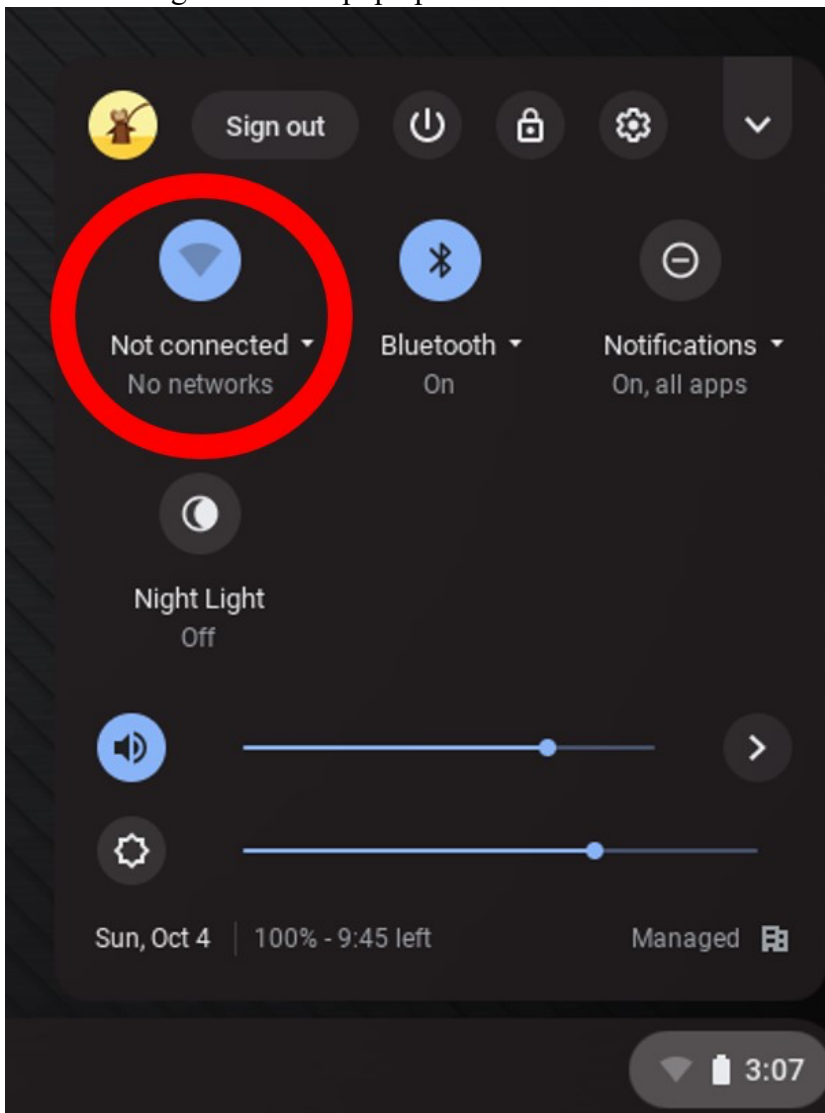 Sign out
Not connected
No networks
Bluetooth
On
Notifications
On, all apps
Night Light
Off
Sun, Oct 4
100% - 9:45 left
Managed
3:07